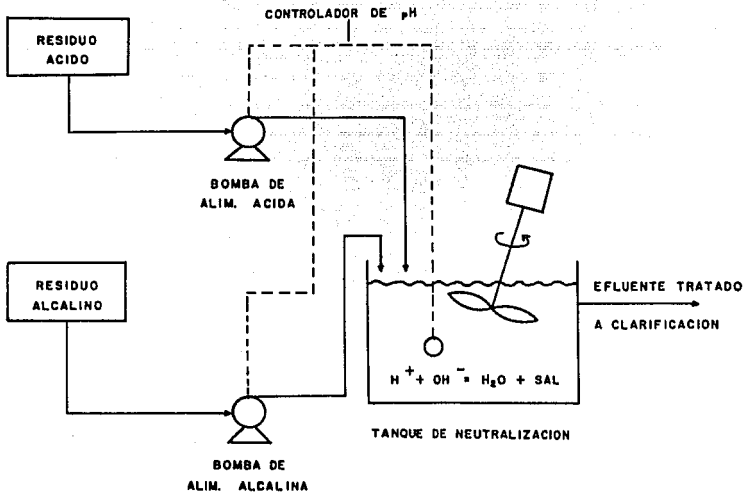 CONTROLADOR DE pH
RESIDUO
ACIDO
BOMBA DE
ALIM. ACIDA
RESIDUO
ALCALINO
EFLUENTE TRATADO
A CLARIFICACION
H⁺ + OH⁻ = H₂O + SAL
TANQUE DE NEUTRALIZACION
BOMBA DE
ALIM. ALCALINA